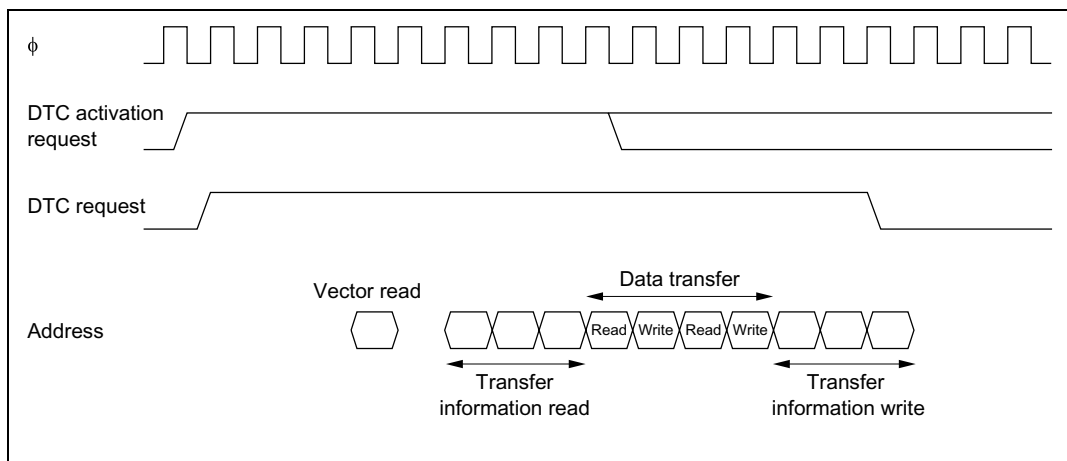 ϕ
DTC activation
request
DTC request
Data transfer
Vector read
Address
Read Write Read Write
Transfer
information read
Transfer
information write